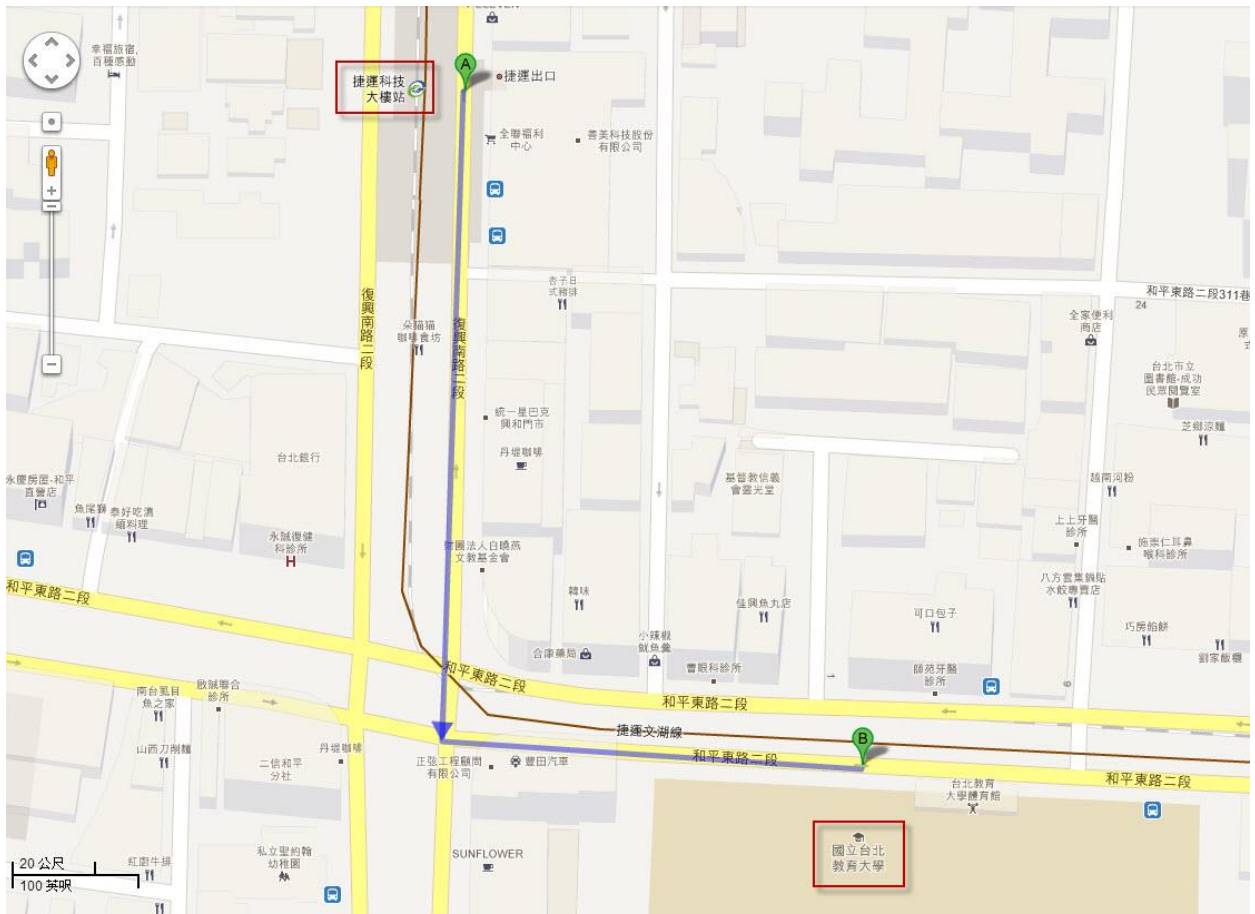 ELEVEN
幸福旅宿,
百種感動
捷運科技
大樓站
A
捷運出口
全聯福利
中心
善美科技股份
有限公司
杏子日
式豬排
和平東路二段311巷
24
全家便利
商店
原
式
復興南路二段
朵貓貓
咖啡食坊
復興南路二段
台北市立
圖書館-成功
民眾閱覽室
統一星巴克
興和門市
芝鄉涼麵
台北銀行
丹堤咖啡
永慶房屋-和平
直營店
基督教信義
會靈光堂
越南河粉
魚尾獅
泰好吃滇
緬料理
永誠復健
科診所
H
上上牙醫
診所
財團法人白曉燕
文教基金會
施崇仁耳鼻
喉科診所
和平東路二段
韓味
佳興魚丸店
可口包子
八方雲集鍋貼
水餃專賣店
巧房餡餅
合康藥局
小辣椒
魷魚羹
曹眼科診所
師苑牙醫
診所
劉家飯糰
1
9
和平東路二段
和平東路二段
和平東路二段
南台虱目
魚之家
啟誠聯合
診所
捷運文湖線
B
山西刀削麵
丹堤咖啡
二信和平
分社
正弦工程顧問
有限公司
豐田汽車
和平東路二段
和平東路二段
台北教育
大學體育館
國立台北
教育大學
20 公尺
100 英呎
紅廚牛排
私立聖約翰
幼稚園
SUNFLOWER